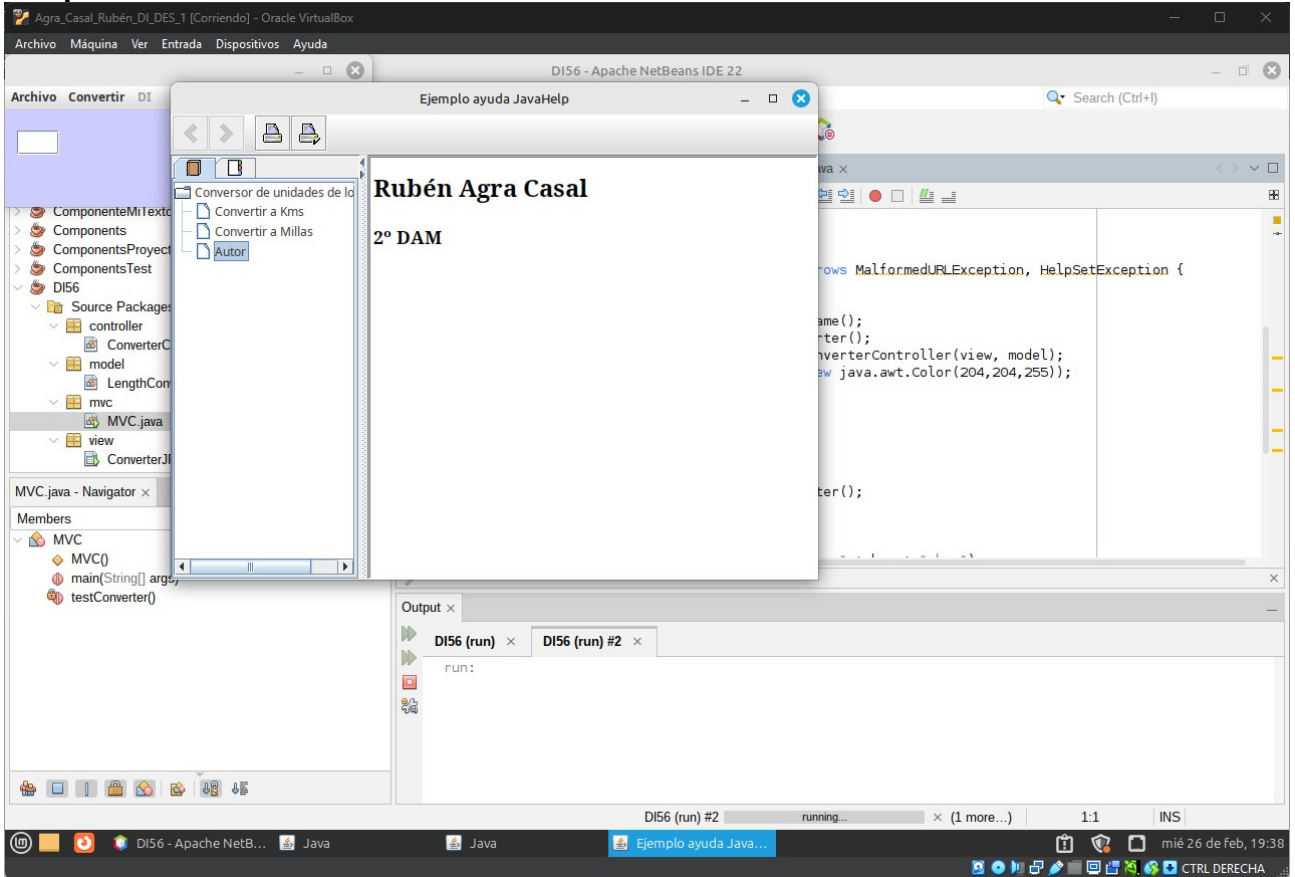 Agra_Casal_Rubén_DI_DES_1 [Corriendo] - Oracle VirtualBox
Archivo Máquina Ver Entrada Dispositivos Ayuda
DI56 - Apache NetBeans IDE 22
Archivo Convertir DI
Search (Ctrl+I)
Ejemplo ayuda JavaHelp
Conversor de unidades de lo
Convertir a Kms
Convertir a Millas
Autor
Rubén Agra Casal
2º DAM
ComponenteMiTexto
Components
ComponentsProyect
ComponentsTest
DI56
Source Packages
controller
ConverterC
model
LengthCon
mvc
MVC.java
view
ConverterJF
ava
ows MalformedURLException, HelpSetException {
ame();
rter();
nverterController(view, model);
ew java.awt.Color(204,204,255));
ter();
MVC.java - Navigator
Members
MVC
MVC()
main(String[] args)
testConverter()
Output
DI56 (run) DI56 (run) #2
run:
DI56 (run) #2 running... (1 more...) 1:1 INS
DI56 - Apache NetB... Java Java Ejemplo ayuda Java... mié 26 de feb, 19:38
CTRL DERECHA